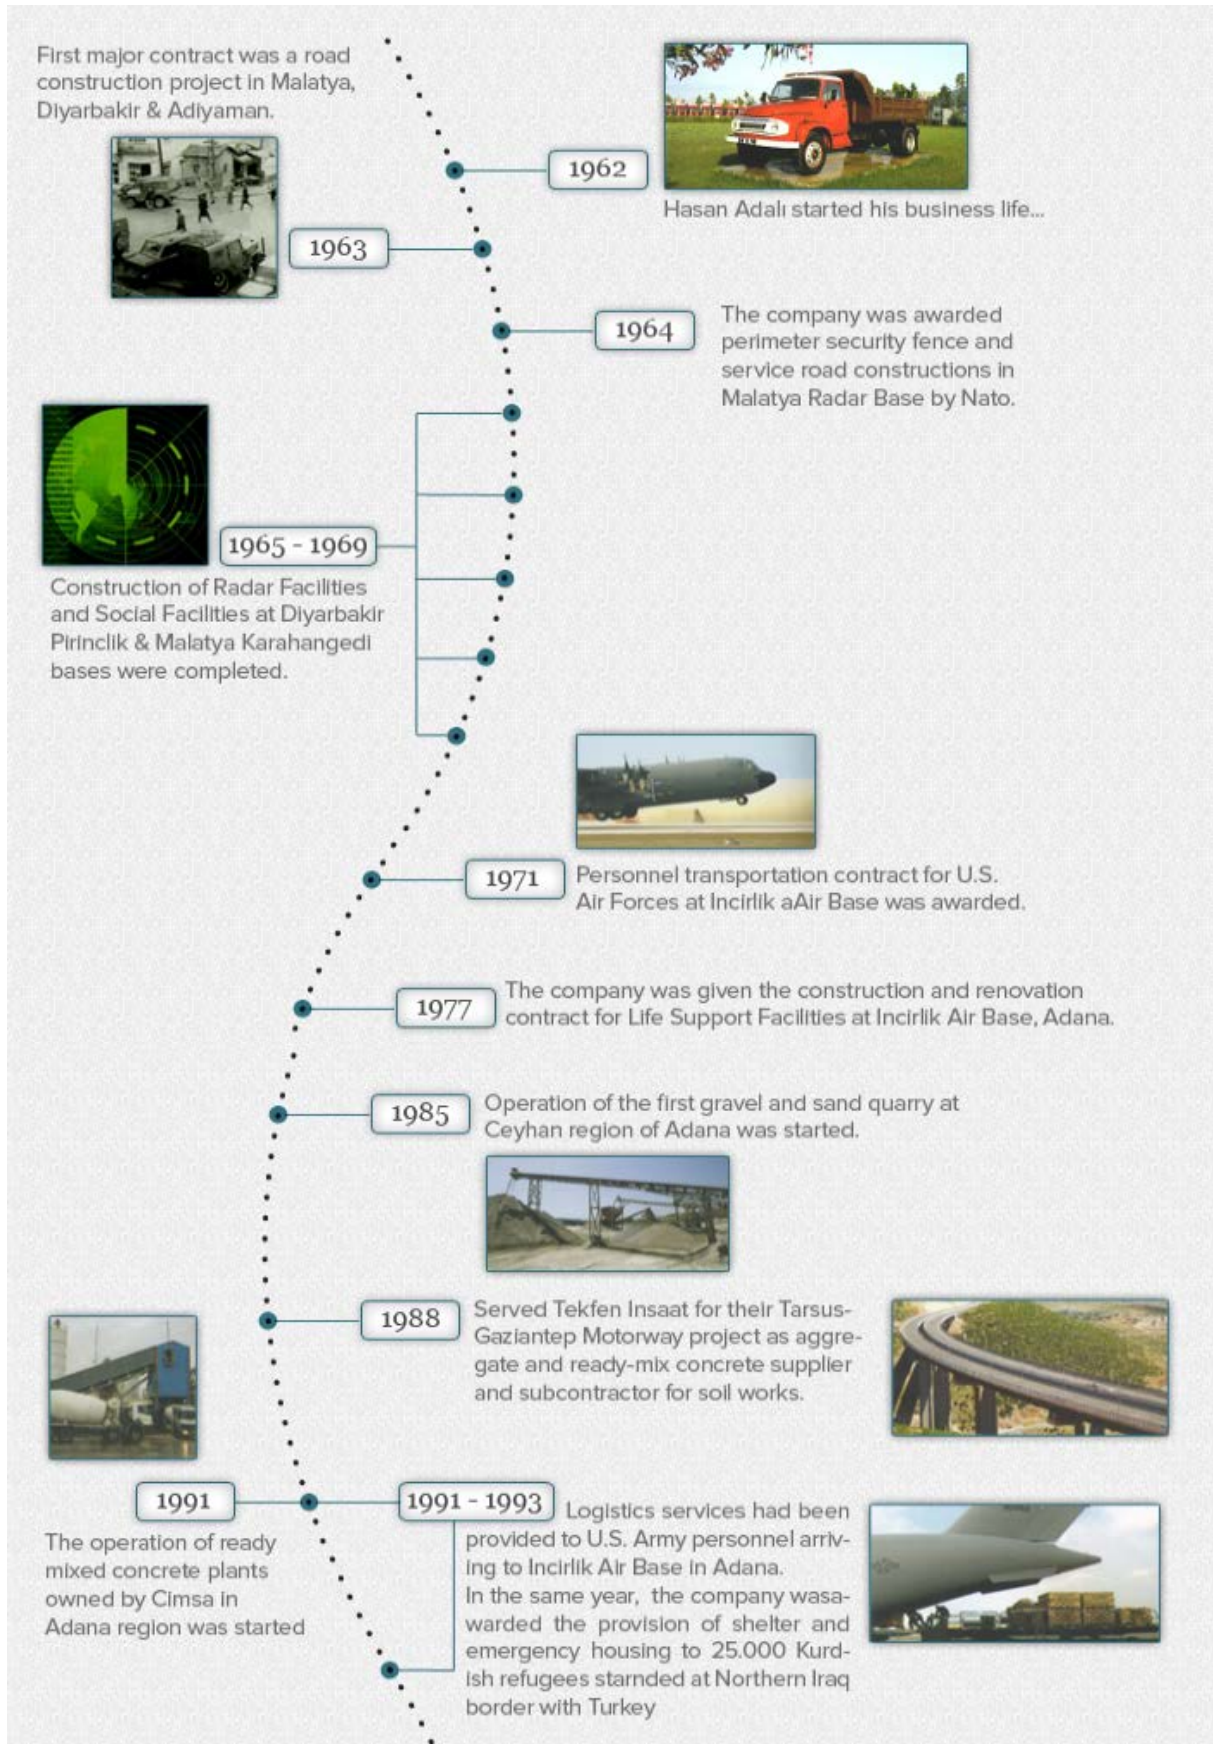 First major contract was a road
construction project in Malatya,
Diyarbakir & Adiyaman.
1962
Hasan Adalı started his business life...
1963
1964
The company was awarded
perimeter security fence and
service road constructions in
Malatya Radar Base by Nato.
1965 - 1969
Construction of Radar Facilities
and Social Facilities at Diyarbakir
Pirinclik & Malatya Karahangedi
bases were completed.
1971
Personnel transportation contract for U.S.
Air Forces at Incirlik aAir Base was awarded.
1977
The company was given the construction and renovation
contract for Life Support Facilities at Incirlik Air Base, Adana.
1985
Operation of the first gravel and sand quarry at
Ceyhan region of Adana was started.
1988
Served Tekfen Insaat for their Tarsus-
Gaziantep Motorway project as aggre-
gate and ready-mix concrete supplier
and subcontractor for soil works.
1991
The operation of ready
mixed concrete plants
owned by Cimsa in
Adana region was started
1991 - 1993
Logistics services had been
provided to U.S. Army personnel arriv-
ing to Incirlik Air Base in Adana.
In the same year, the company wasa-
warded the provision of shelter and
emergency housing to 25.000 Kurd-
ish refugees starnded at Northern Iraq
border with Turkey